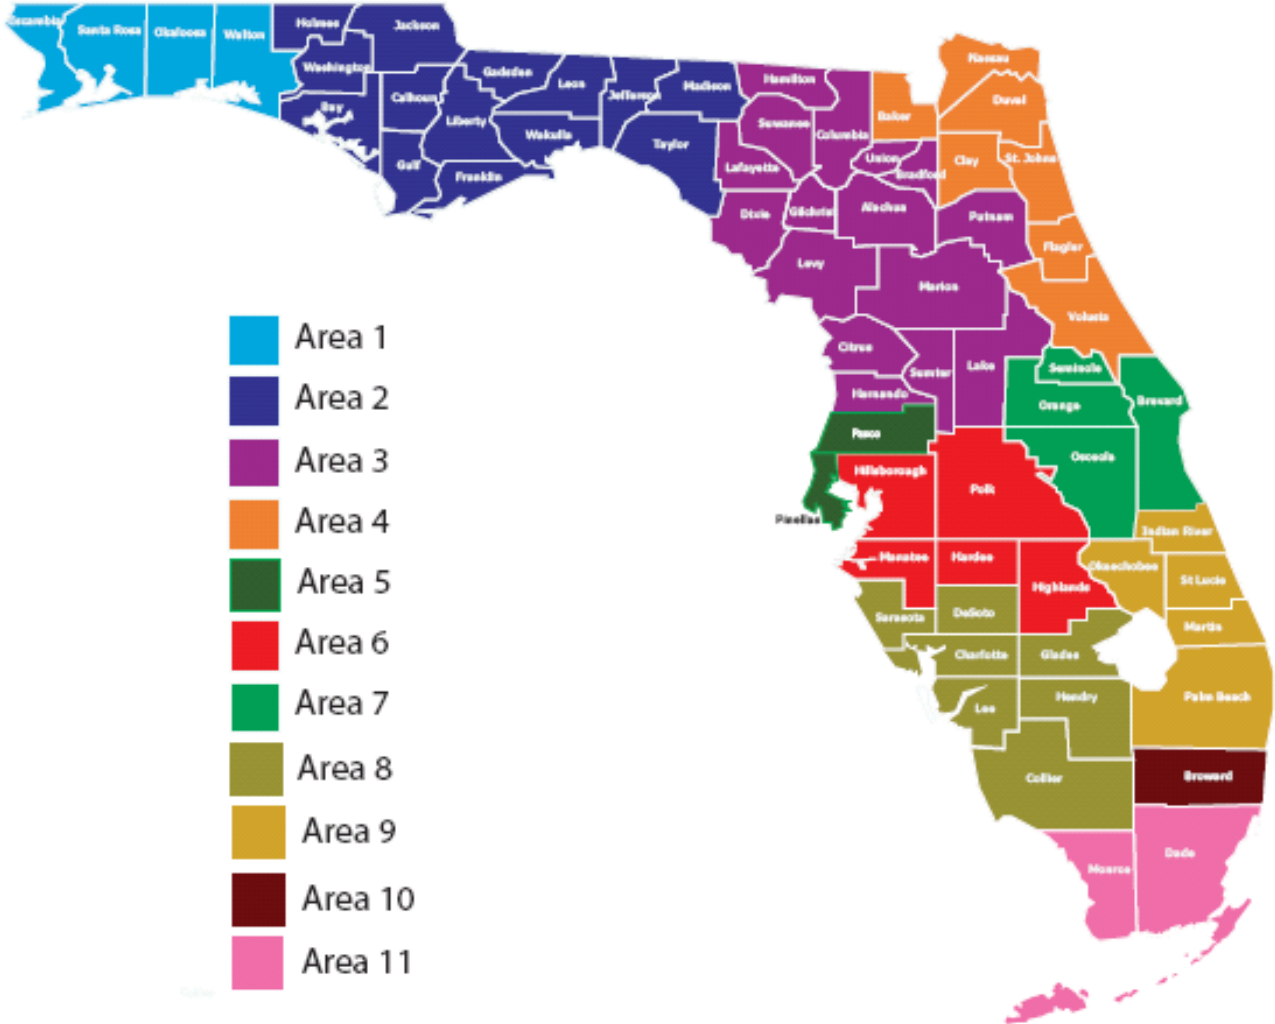 Escambia
Santa Rosa
Okaloosa
Walton
Holmes
Jackson
Washington
Bay
Calhoun
Gulf
Gadsden
Liberty
Franklin
Leon
Wakulla
Jefferson
Madison
Taylor
Hamilton
Suwanee
Columbia
Lafayette
Baker
Nassau
Duval
Union
Bradford
Clay
St. Johns
Dixie
Gilchrist
Alachua
Putnam
Flagler
Levy
Marion
Volusia
Citrus
Sumter
Lake
Hernando
Seminole
Orange
Brevard
Pasco
Osceola
Hillsborough
Polk
Pinellas
Indian River
Manatee
Hardee
Highlands
Okeechobee
St Lucie
Sarasota
DeSoto
Martin
Charlotte
Glades
Lee
Hendry
Palm Beach
Collier
Broward
Monroe
Dade
Area 1
Area 2
Area 3
Area 4
Area 5
Area 6
Area 7
Area 8
Area 9
Area 10
Area 11